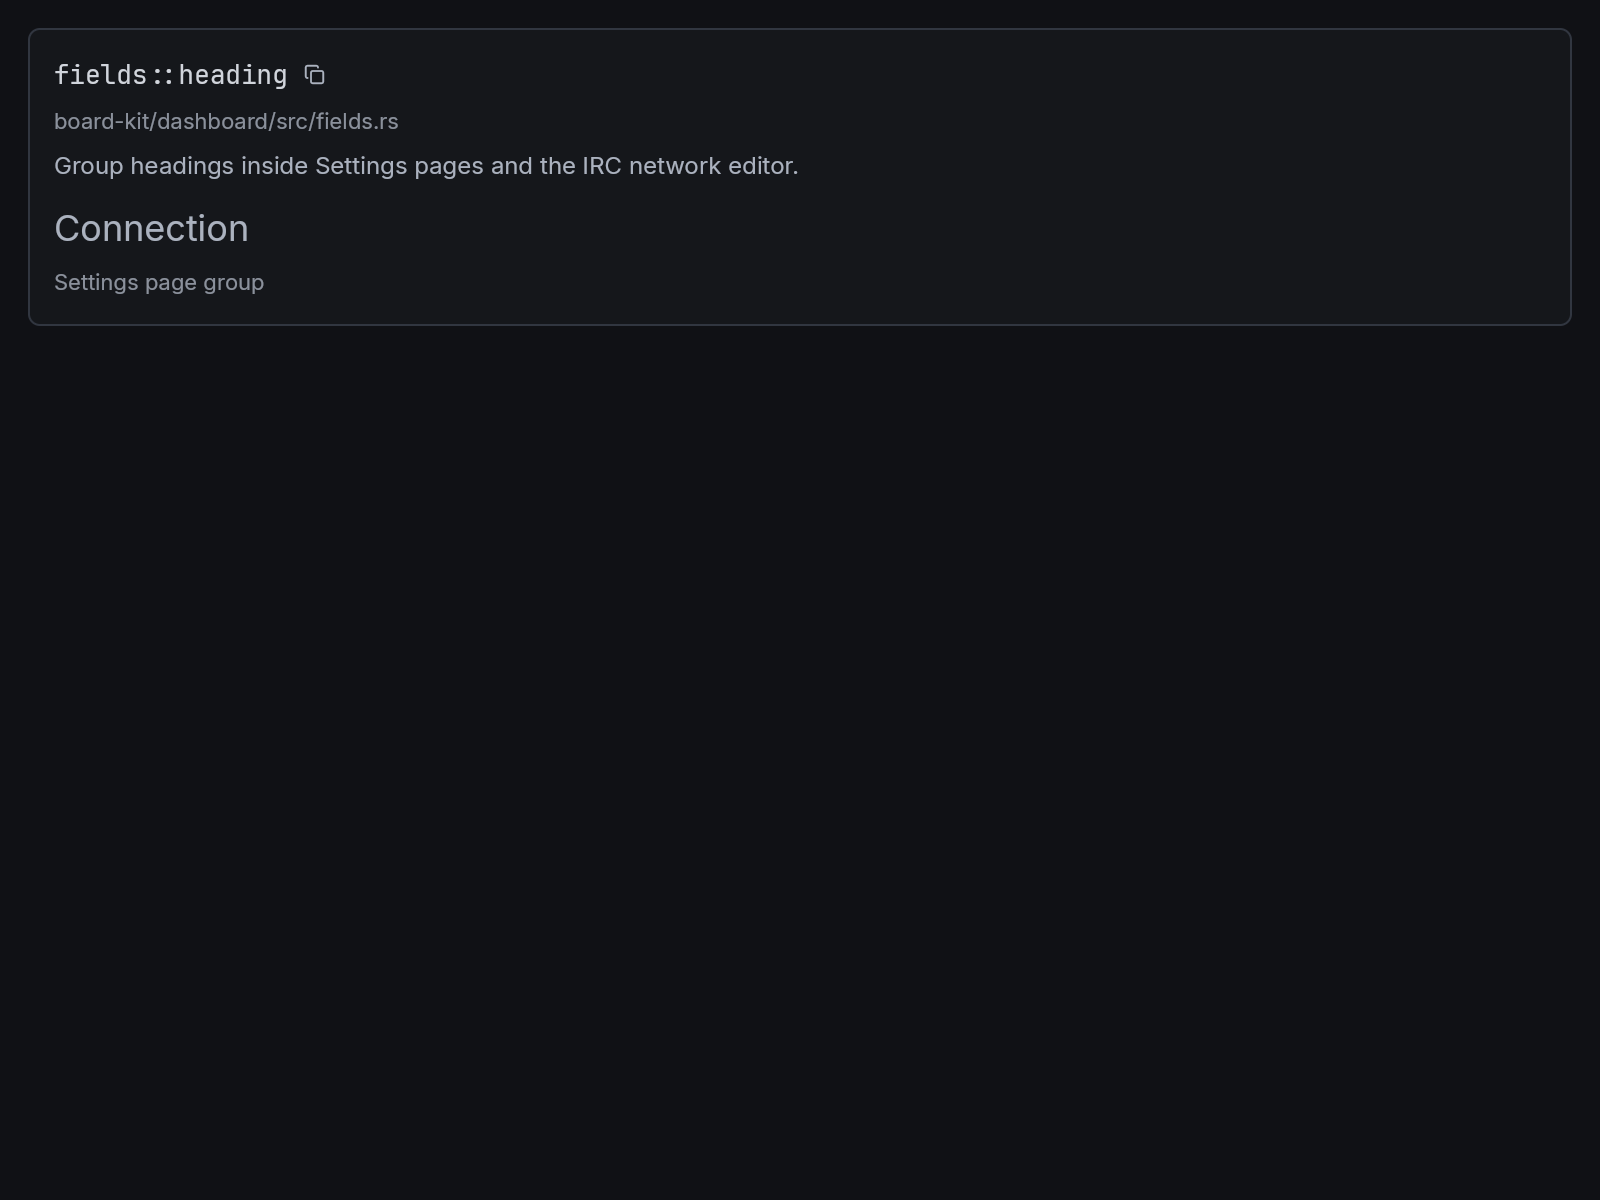 fields::heading
board-kit/dashboard/src/fields.rs
Group headings inside Settings pages and the IRC network editor.
Connection
Settings page group